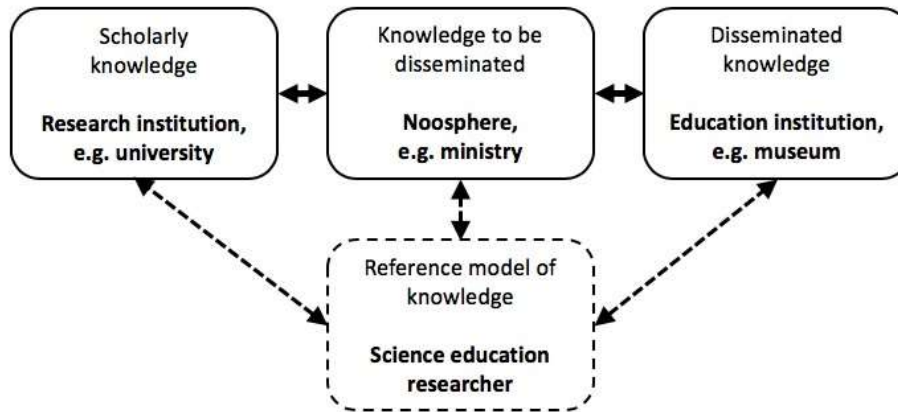 Scholarly
knowledge
Research institution,
e.g. university
Knowledge to be
disseminated
Noosphere,
e.g. ministry
Disseminated
knowledge
Education institution,
e.g. museum
Reference model of
knowledge
Science education
researcher